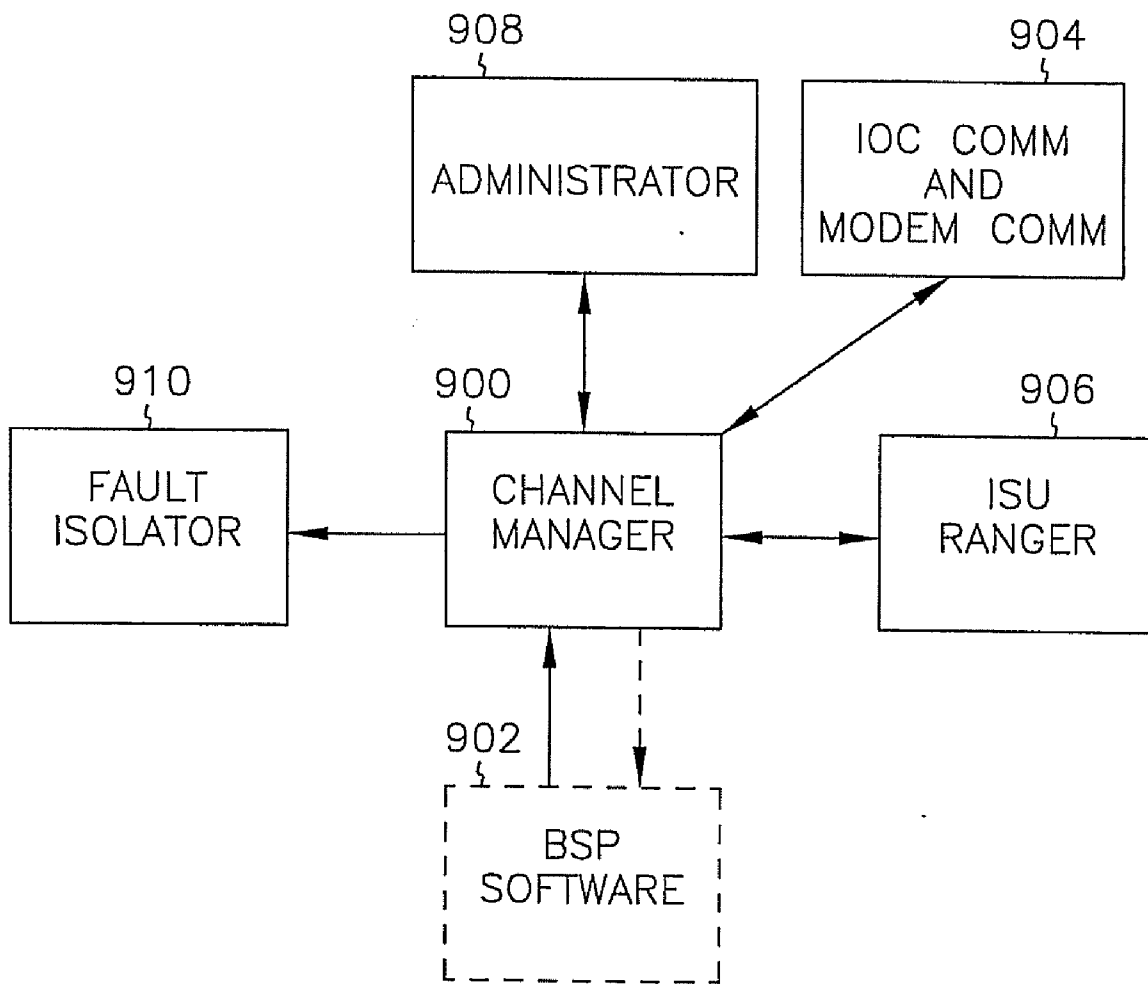 908
904
ADMINISTRATOR
IOC COMM
AND
MODEM COMM
910
900
906
FAULT
ISOLATOR
CHANNEL
MANAGER
ISU
RANGER
902
BSP
SOFTWARE